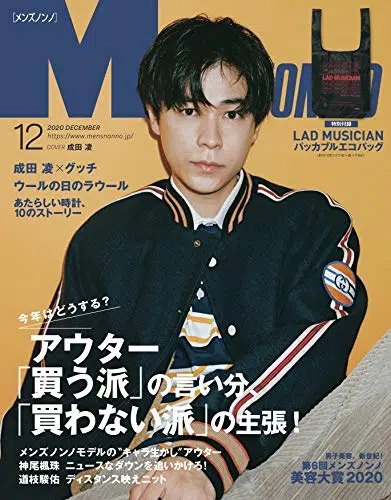 [メンズノンノ]
M ON NO
12
2020 DECEMBER
https://www.mensnonno.jp/
COVER 成田 凌
LAD MUSICIAN
特別付録
LAD MUSICIAN
パッカブルエコバッグ
成田 凌×グッチ
ウールの日のラウール
あたらしい時計、
10のストーリー
今年はどうする?
アウター
「買う派」の言い分、
「買わない派」の主張!
メンズノンノモデルの“キャラ生かし”アウター
神尾楓珠 ニュースなダウンを追いかけろ!
道枝駿佑 ディスタンス映えニット
男子美容、新世紀!
第6回メンズノンノ
美容大賞2020